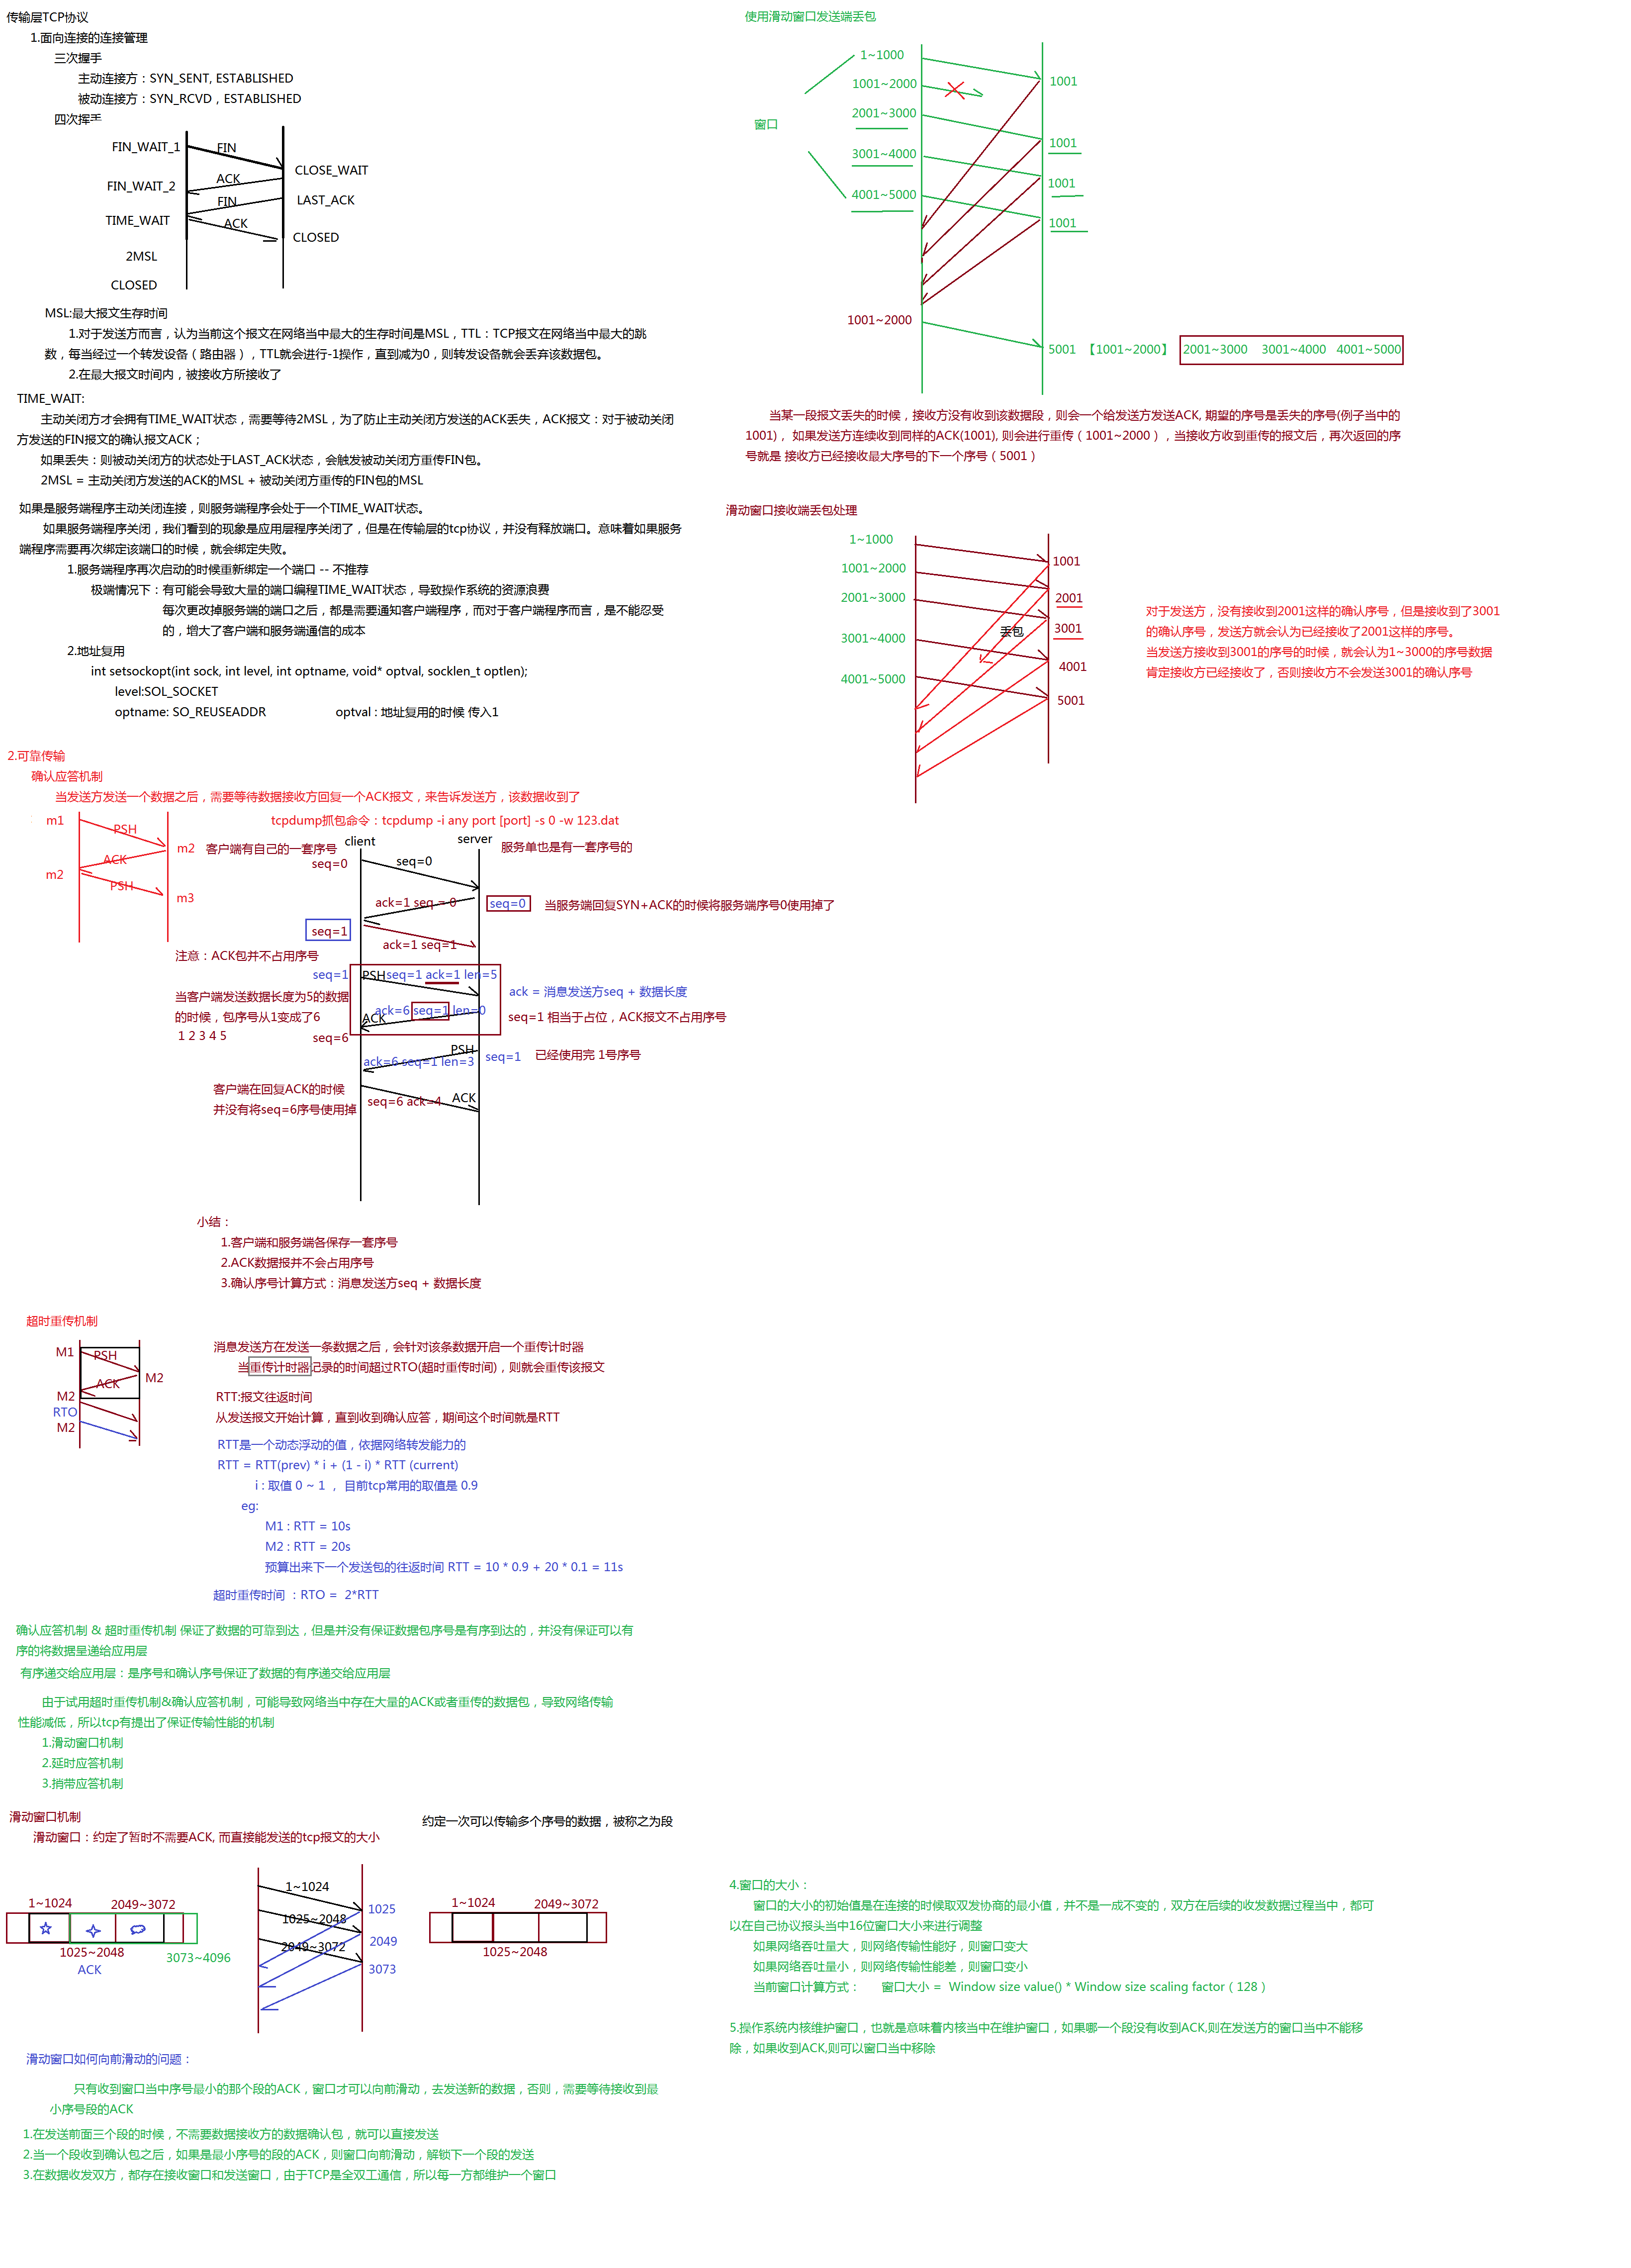 传输层TCP协议
1.面向连接的连接管理
三次握手
主动连接方：SYN_SENT, ESTABLISHED
被动连接方：SYN_RCVD，ESTABLISHED
四次挥手
FIN_WAIT_1
FIN
CLOSE_WAIT
ACK
FIN_WAIT_2
FIN
LAST_ACK
TIME_WAIT
ACK
CLOSED
2MSL
CLOSED
MSL:最大报文生存时间
1.对于发送方而言，认为当前这个报文在网络当中最大的生存时间是MSL，TTL：TCP报文在网络当中最大的跳
数，每当经过一个转发设备（路由器），TTL就会进行-1操作，直到减为0，则转发设备就会丢弃该数据包。
2.在最大报文时间内，被接收方所接收了
TIME_WAIT:
主动关闭方才会拥有TIME_WAIT状态，需要等待2MSL，为了防止主动关闭方发送的ACK丢失，ACK报文：对于被动关闭
方发送的FIN报文的确认报文ACK；
如果丢失：则被动关闭方的状态处于LAST_ACK状态，会触发被动关闭方重传FIN包。
2MSL = 主动关闭方发送的ACK的MSL + 被动关闭方重传的FIN包的MSL
如果是服务端程序主动关闭连接，则服务端程序会处于一个TIME_WAIT状态。
如果服务端程序关闭，我们看到的现象是应用层程序关闭了，但是在传输层的tcp协议，并没有释放端口。意味着如果服务
端程序需要再次绑定该端口的时候，就会绑定失败。
1.服务端程序再次启动的时候重新绑定一个端口 -- 不推荐
极端情况下：有可能会导致大量的端口编程TIME_WAIT状态，导致操作系统的资源浪费
每次更改掉服务端的端口之后，都是需要通知客户端程序，而对于客户端程序而言，是不能忍受
的，增大了客户端和服务端通信的成本
2.地址复用
int setsockopt(int sock, int level, int optname, void* optval, socklen_t optlen);
level:SOL_SOCKET
optname: SO_REUSEADDR optval : 地址复用的时候 传入1
2.可靠传输
确认应答机制
当发送方发送一个数据之后，需要等待数据接收方回复一个ACK报文，来告诉发送方，该数据收到了
m1
PSH
m2
ACK
m2
PSH
m3
tcpdump抓包命令：tcpdump -i any port [port] -s 0 -w 123.dat
client
server
客户端有自己的一套序号
服务单也是有一套序号的
seq=0
seq=0
ack=1 seq = 0
seq=0
当服务端回复SYN+ACK的时候将服务端序号0使用掉了
seq=1
ack=1 seq=1
注意：ACK包并不占用序号
seq=1
PSH
seq=1 ack=1 len=5
ack = 消息发送方seq + 数据长度
当客户端发送数据长度为5的数据
的时候，包序号从1变成了6
1 2 3 4 5
ack=6 seq=1 len=0
ACK
seq=1 相当于占位，ACK报文不占用序号
seq=6
PSH
ack=6 seq=1 len=3
seq=1
已经使用完 1号序号
客户端在回复ACK的时候
并没有将seq=6序号使用掉
seq=6 ack=4
ACK
小结：
1.客户端和服务端各保存一套序号
2.ACK数据报并不会占用序号
3.确认序号计算方式：消息发送方seq + 数据长度
超时重传机制
M1
PSH
M2
ACK
M2
RTO
M2
消息发送方在发送一条数据之后，会针对该条数据开启一个重传计时器
当重传计时器记录的时间超过RTO(超时重传时间)，则就会重传该报文
RTT:报文往返时间
从发送报文开始计算，直到收到确认应答，期间这个时间就是RTT
RTT是一个动态浮动的值，依据网络转发能力的
RTT = RTT(prev) * i + (1 - i) * RTT (current)
i : 取值 0 ~ 1 ， 目前tcp常用的取值是 0.9
eg:
M1 : RTT = 10s
M2 : RTT = 20s
预算出来下一个发送包的往返时间 RTT = 10 * 0.9 + 20 * 0.1 = 11s
超时重传时间 ：RTO = 2*RTT
确认应答机制 & 超时重传机制 保证了数据的可靠到达，但是并没有保证数据包序号是有序到达的，并没有保证可以有
序的将数据呈递给应用层
有序递交给应用层：是序号和确认序号保证了数据的有序递交给应用层
由于试用超时重传机制&确认应答机制，可能导致网络当中存在大量的ACK或者重传的数据包，导致网络传输
性能减低，所以tcp有提出了保证传输性能的机制
1.滑动窗口机制
2.延时应答机制
3.捎带应答机制
滑动窗口机制
滑动窗口：约定了暂时不需要ACK, 而直接能发送的tcp报文的大小
约定一次可以传输多个序号的数据，被称之为段
1~1024
2049~3072
1025~2048
3073~4096
ACK
1~1024
1025
1025~2048
2049
2049~3072
3073
1~1024
2049~3072
1025~2048
滑动窗口如何向前滑动的问题：
只有收到窗口当中序号最小的那个段的ACK，窗口才可以向前滑动，去发送新的数据，否则，需要等待接收到最
小序号段的ACK
1.在发送前面三个段的时候，不需要数据接收方的数据确认包，就可以直接发送
2.当一个段收到确认包之后，如果是最小序号的段的ACK，则窗口向前滑动，解锁下一个段的发送
3.在数据收发双方，都存在接收窗口和发送窗口，由于TCP是全双工通信，所以每一方都维护一个窗口
使用滑动窗口发送端丢包
1~1000
1001
1001~2000
2001~3000
窗口
1001
3001~4000
1001
4001~5000
1001
1001~2000
5001 【1001~2000】 2001~3000 3001~4000 4001~5000
当某一段报文丢失的时候，接收方没有收到该数据段，则会一个给发送方发送ACK, 期望的序号是丢失的序号(例子当中的
1001)， 如果发送方连续收到同样的ACK(1001), 则会进行重传（1001~2000），当接收方收到重传的报文后，再次返回的序
号就是 接收方已经接收最大序号的下一个序号（5001）
滑动窗口接收端丢包处理
1~1000
1001
1001~2000
2001
2001~3000
丢包
3001
3001~4000
4001
4001~5000
5001
对于发送方，没有接收到2001这样的确认序号，但是接收到了3001
的确认序号，发送方就会认为已经接收了2001这样的序号。
当发送方接收到3001的序号的时候，就会认为1~3000的序号数据
肯定接收方已经接收了，否则接收方不会发送3001的确认序号
4.窗口的大小：
窗口的大小的初始值是在连接的时候取双发协商的最小值，并不是一成不变的，双方在后续的收发数据过程当中，都可
以在自己协议报头当中16位窗口大小来进行调整
如果网络吞吐量大，则网络传输性能好，则窗口变大
如果网络吞吐量小，则网络传输性能差，则窗口变小
当前窗口计算方式： 窗口大小 = Window size value() * Window size scaling factor（128）
5.操作系统内核维护窗口，也就是意味着内核当中在维护窗口，如果哪一个段没有收到ACK,则在发送方的窗口当中不能移
除，如果收到ACK,则可以窗口当中移除